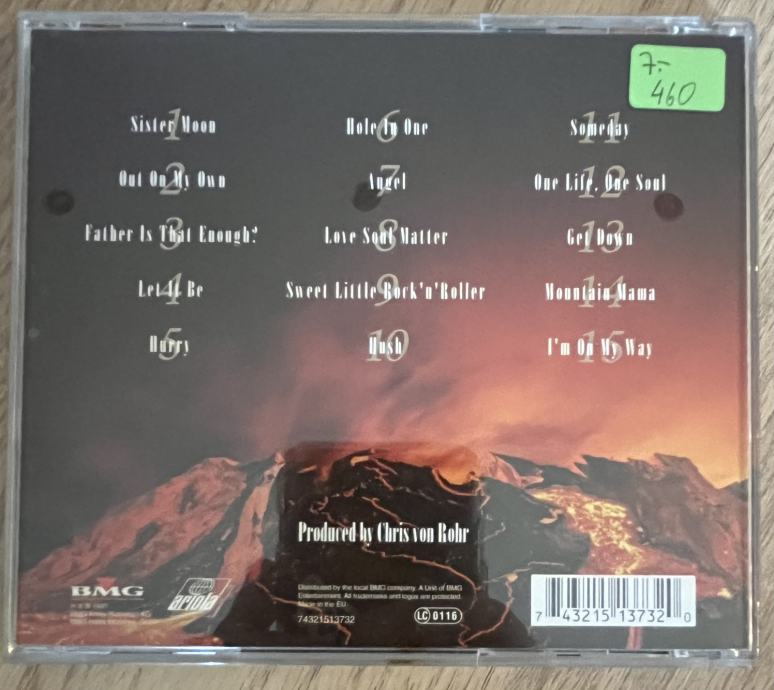 7.-
460
1 Sister Moon
2 Out On My Own
3 Father Is That Enough?
4 Let It Be
5 Hurry
6 Hole In One
7 Angel
8 Love Soul Matter
9 Sweet Little Rock'n'Roller
10 Hush
11 Someday
12 One Life, One Soul
13 Get Down
14 Mountain Mama
15 I'm On My Way
Produced by Chris von Rohr
BMG
ariola
Distributed by the local BMG company. A Unit of BMG
Entertainment. All trademarks and logos are protected.
Made in the EU
74321513732
LC 0116
7 43215 13732 0